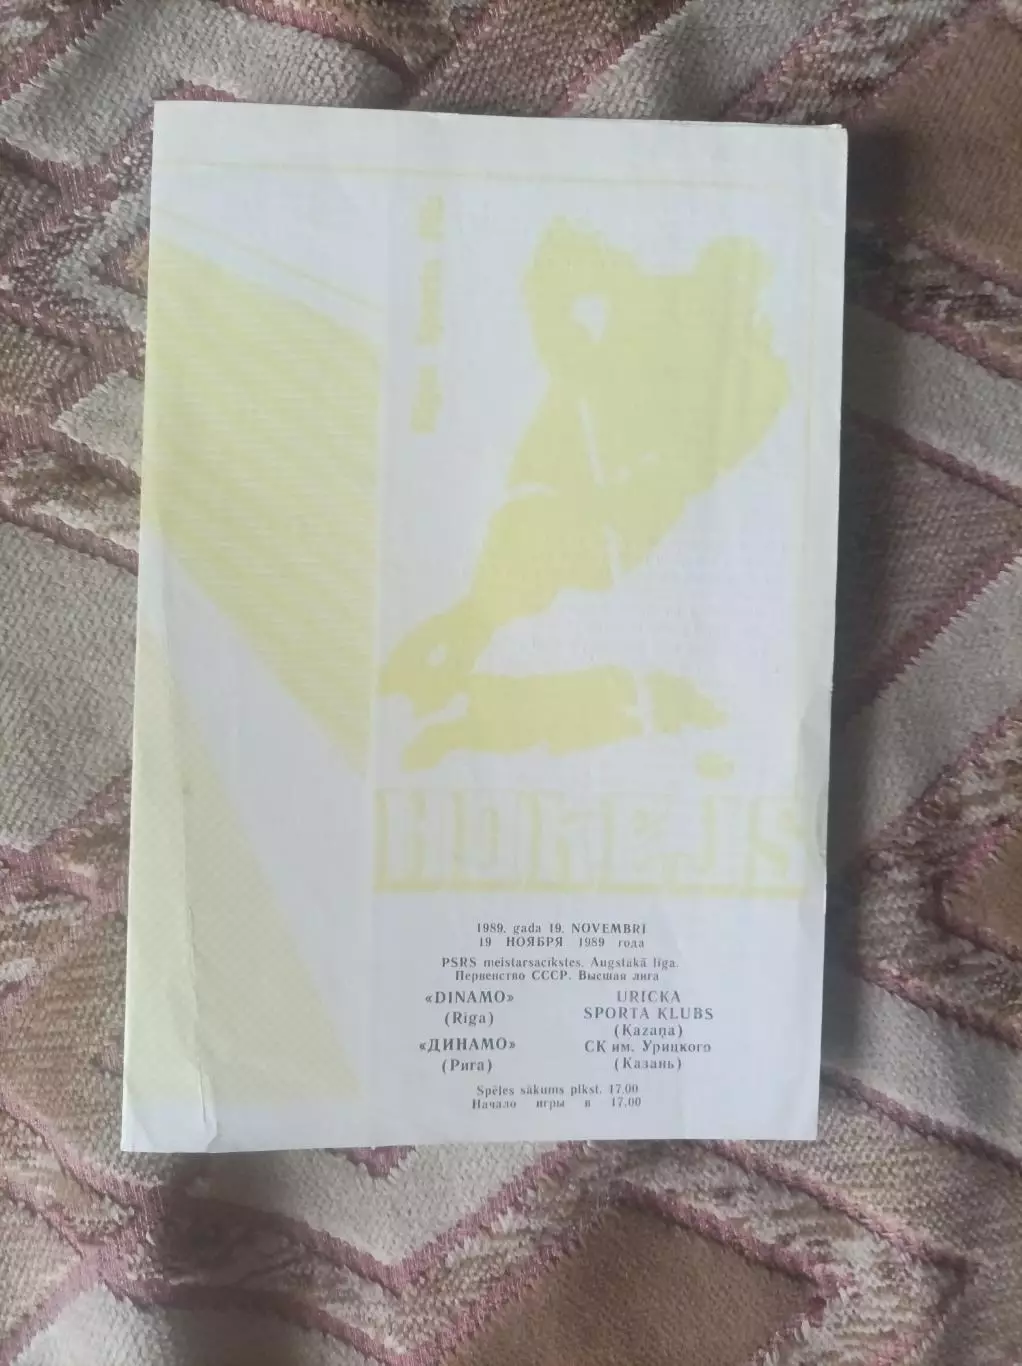 HOKEJS
1989. gada 19. NOVEMBRĪ
19 НОЯБРЯ 1989 года
PSRS meistarsacīkstes. Augstākā līga.
Первенство СССР. Высшая лига
«DINAMO» URICKA
SPORTA KLUBS
(Rīga) (Kazaņa)
«ДИНАМО» СК им. Урицкого
(Рига) (Казань)
Spēles sākums plkst. 17.00
Начало игры в 17.00